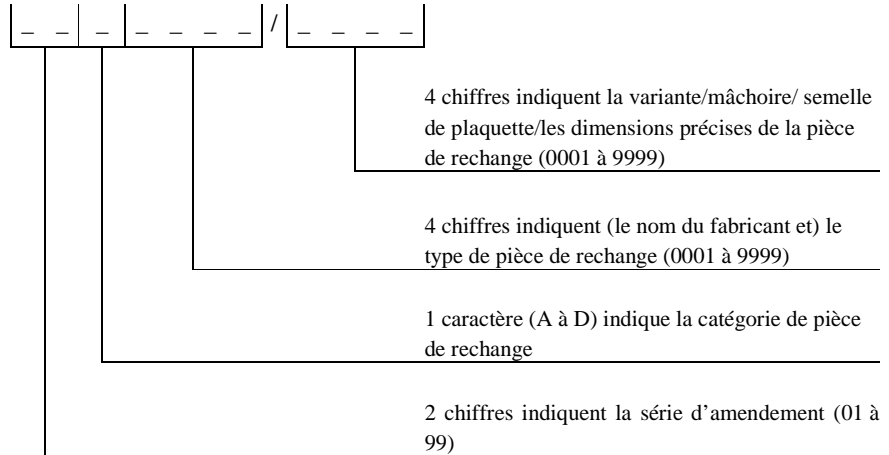 _ _ _ _ _ _ _ / _ _ _ _
4 chiffres indiquent la variante/mâchoire/ semelle
de plaquette/les dimensions précises de la pièce
de rechange (0001 à 9999)
4 chiffres indiquent (le nom du fabricant et) le
type de pièce de rechange (0001 à 9999)
1 caractère (A à D) indique la catégorie de pièce
de rechange
2 chiffres indiquent la série d’amendement (01 à
99)